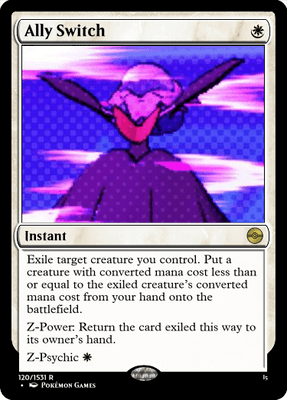 Ally Switch
Instant
Exile target creature you control. Put a
creature with converted mana cost less than
or equal to the exiled creature's converted
mana cost from your hand onto the
battlefield.
Z-Power: Return the card exiled this way to
its owner's hand.
Z-Psychic
120/1531 R
ls
• Pokémon Games